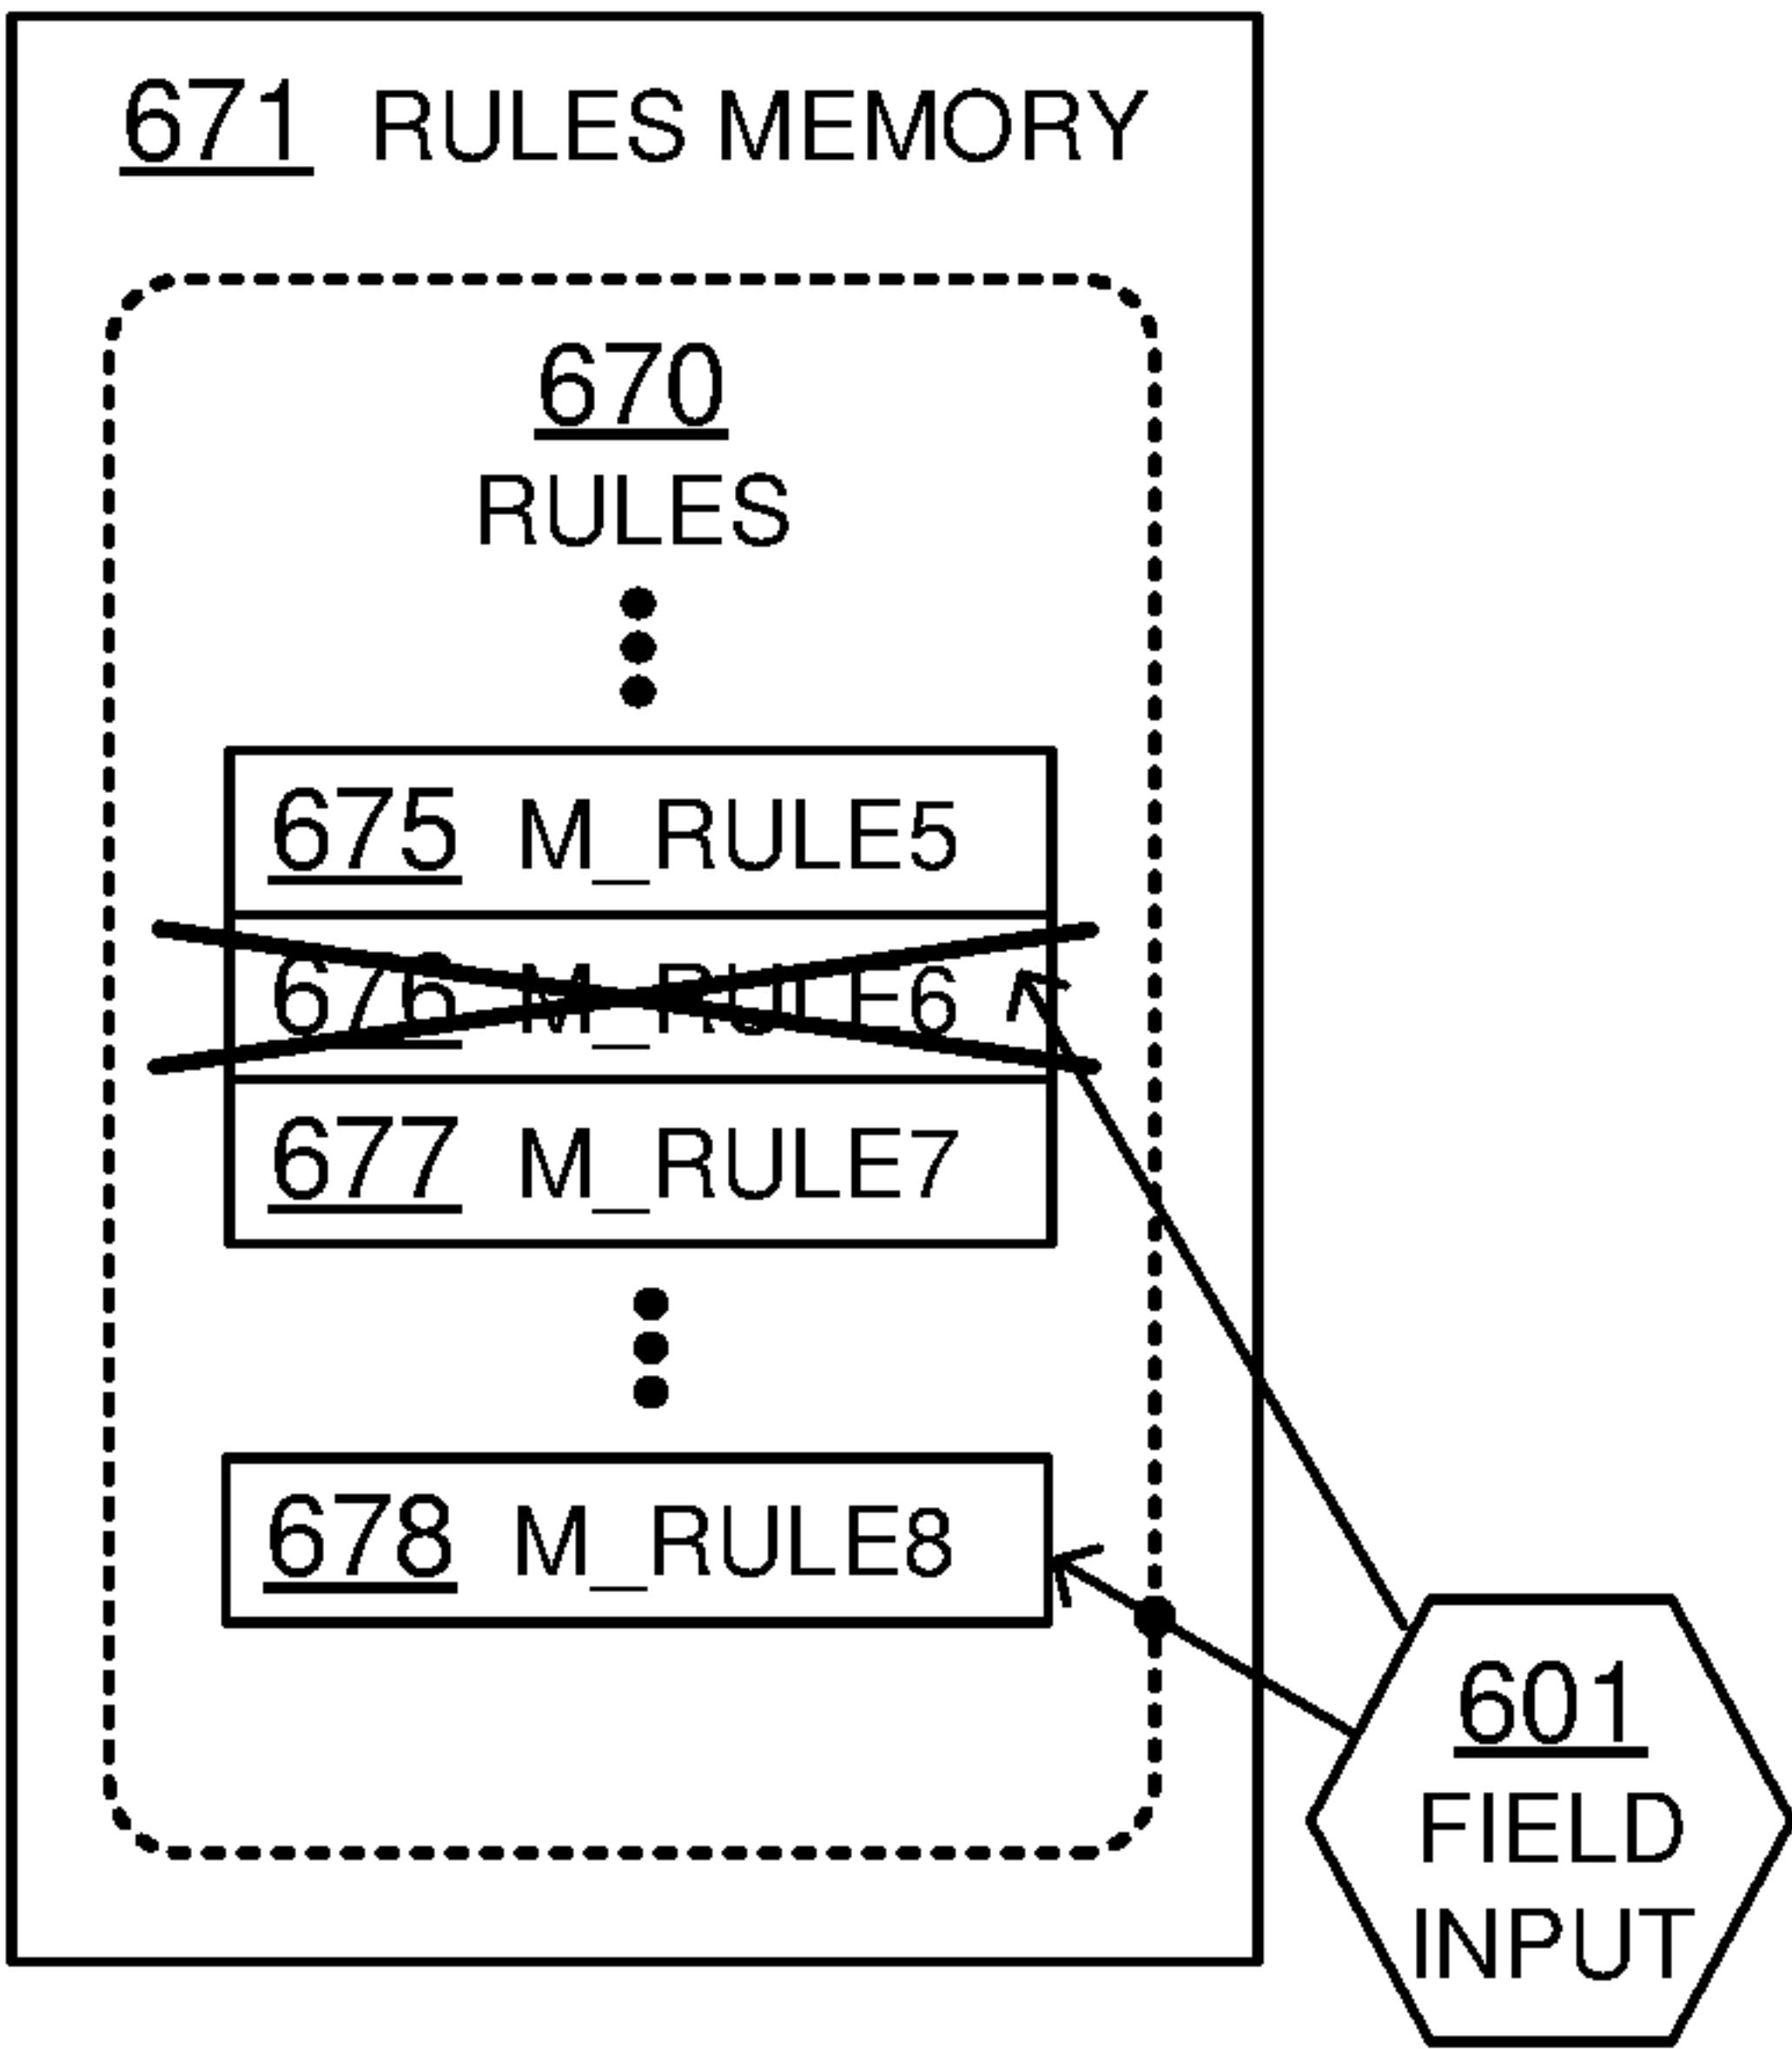 671 RULES MEMORY
670
RULES
675 M_RULE5
676 M_RULE6
677 M_RULE7
678 M_RULE8
601
FIELD
INPUT